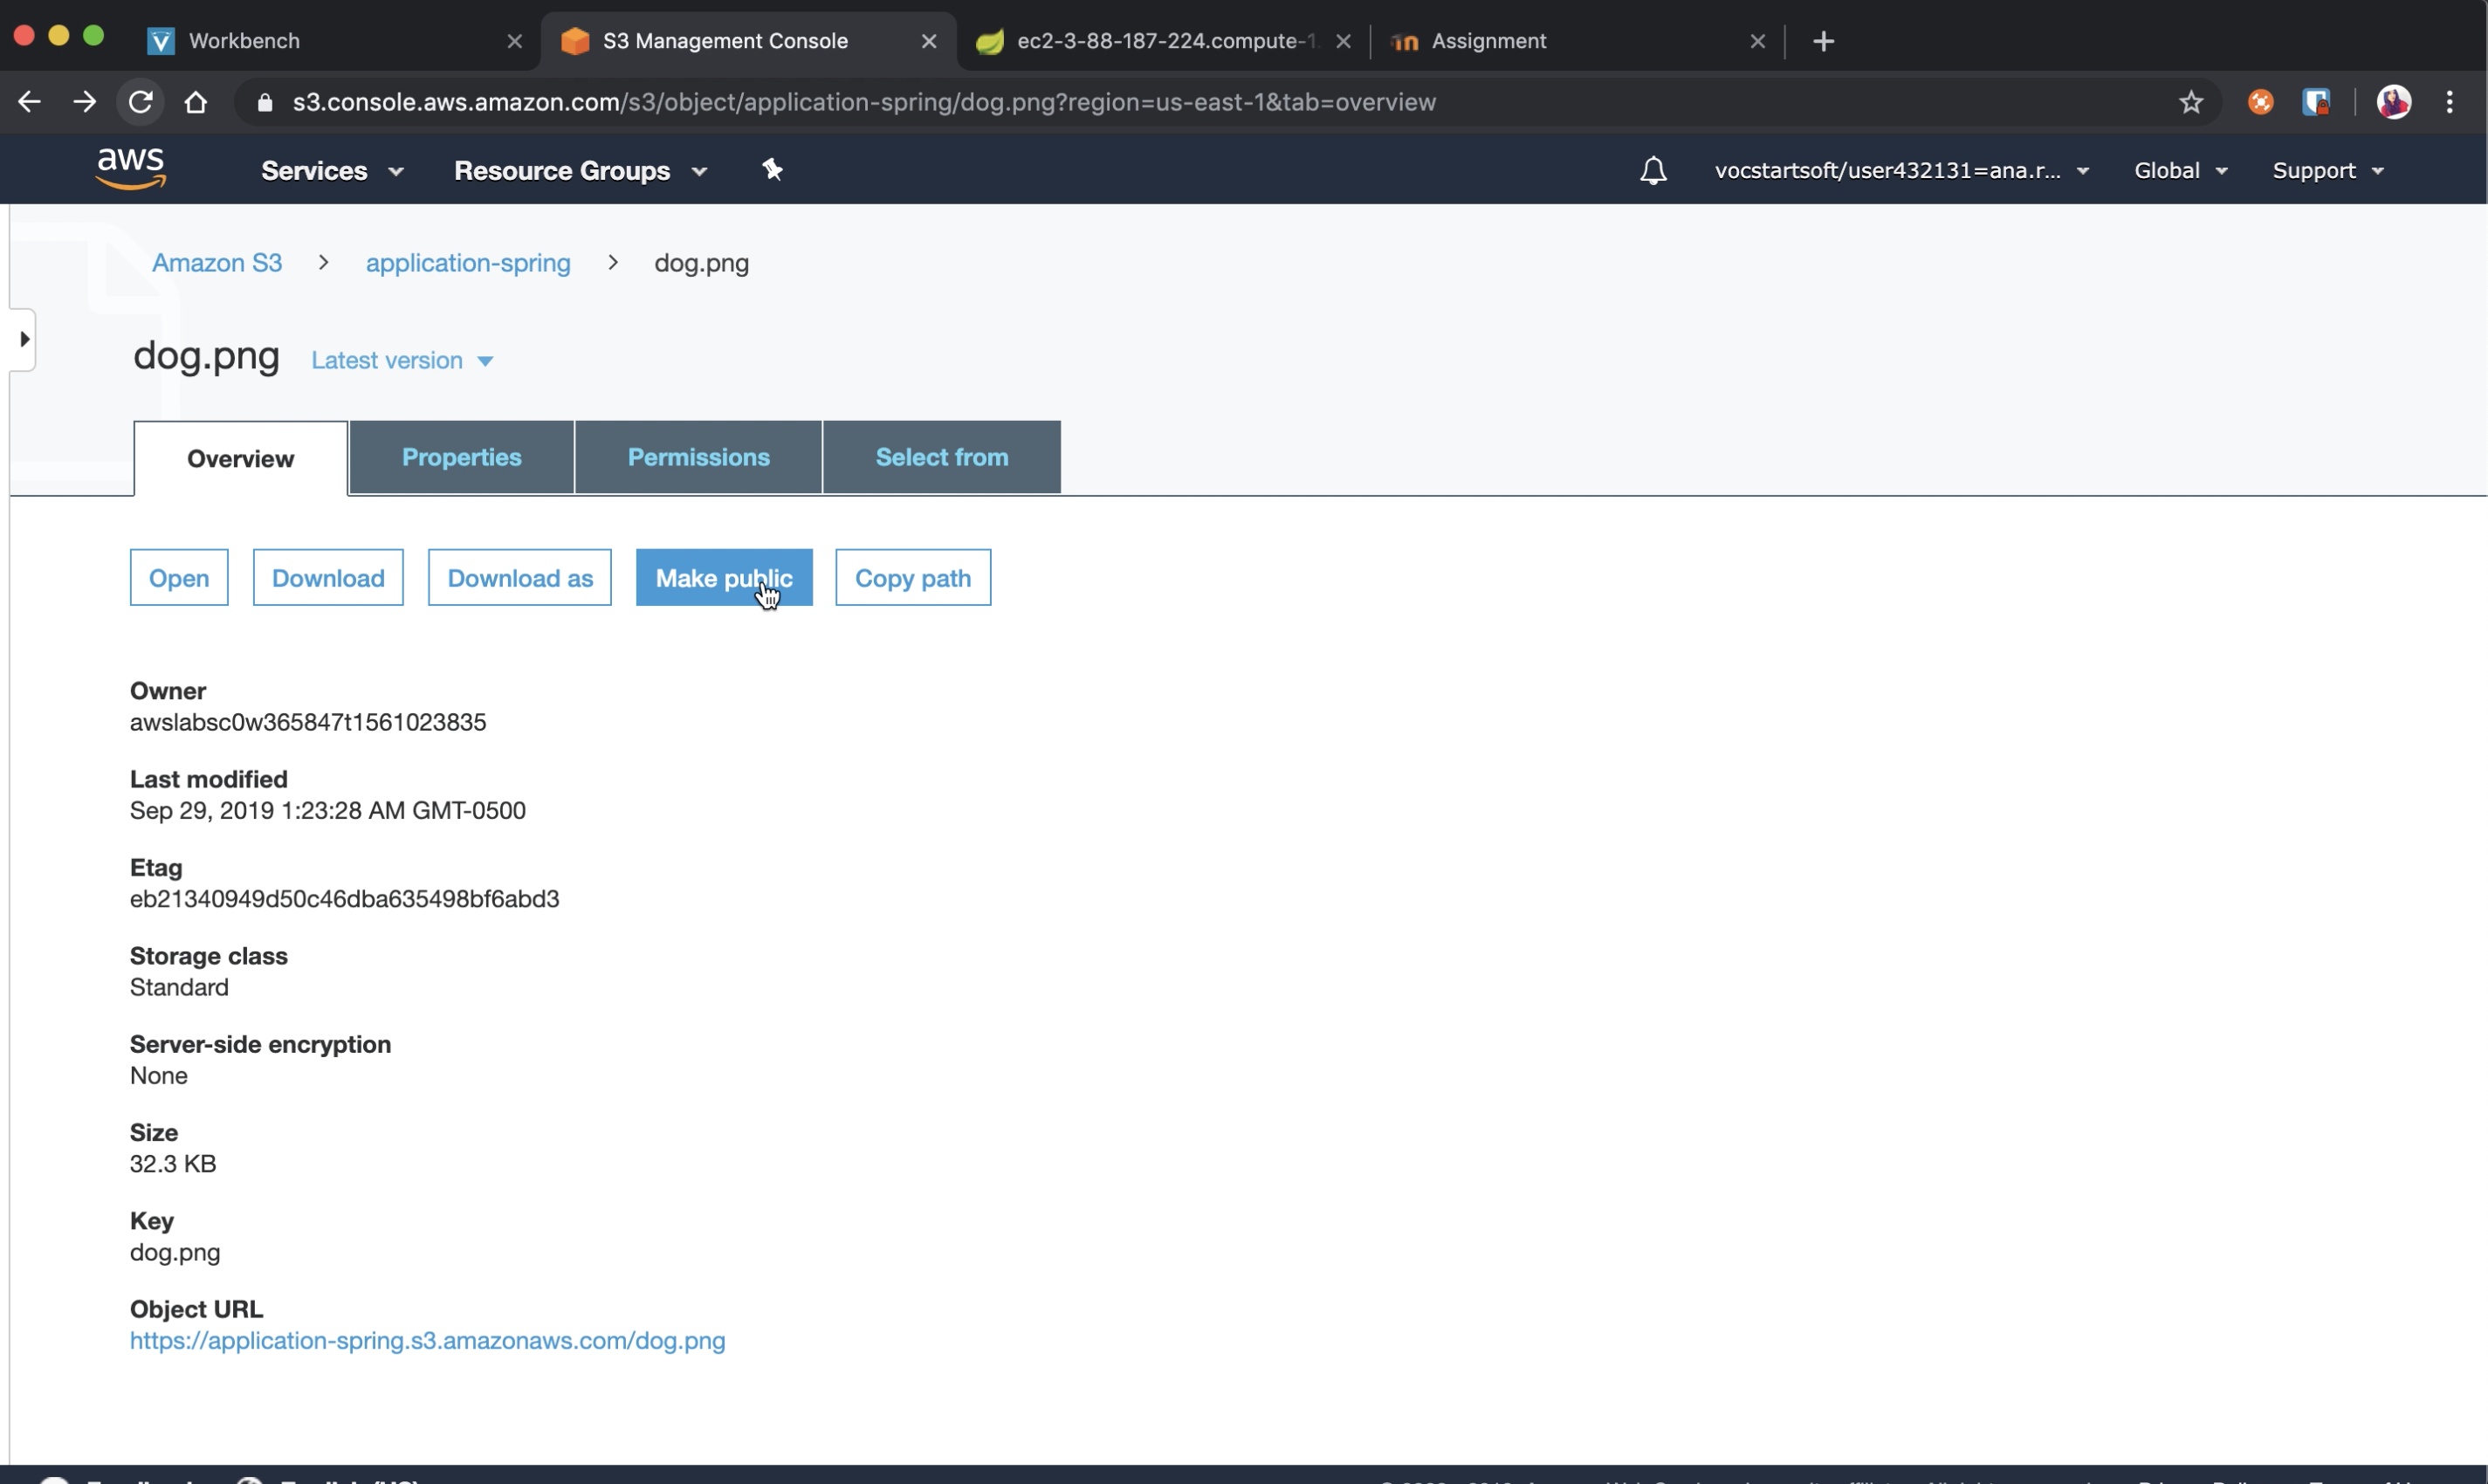 Workbench
S3 Management Console
ec2-3-88-187-224.compute-1.
Assignment
s3.console.aws.amazon.com/s3/object/application-spring/dog.png?region=us-east-1&tab=overview
aws
Services
Resource Groups
vocstartsoft/user432131=ana.r...
Global
Support
Amazon S3 > application-spring > dog.png
dog.png
Latest version
Overview
Properties
Permissions
Select from
Open
Download
Download as
Make public
Copy path
Owner
awslabsc0w365847t1561023835
Last modified
Sep 29, 2019 1:23:28 AM GMT-0500
Etag
eb21340949d50c46dba635498bf6abd3
Storage class
Standard
Server-side encryption
None
Size
32.3 KB
Key
dog.png
Object URL
https://application-spring.s3.amazonaws.com/dog.png